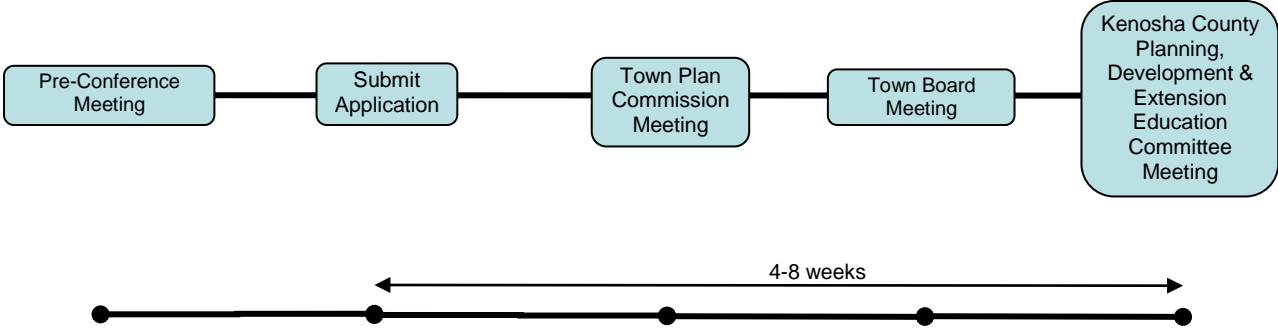 Pre-Conference
Meeting
Submit
Application
Town Plan
Commission
Meeting
Town Board
Meeting
Kenosha County
Planning,
Development &
Extension
Education
Committee
Meeting
4-8 weeks